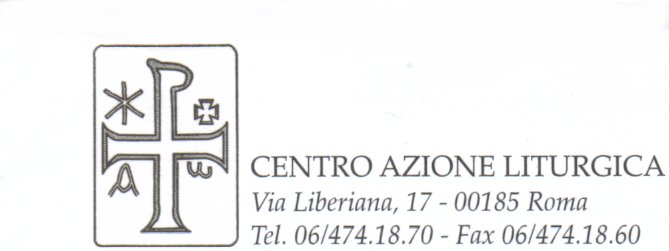 CENTRO AZIONE LITURGICA
Via Liberiana, 17 - 00185 Roma
Tel. 06/474.18.70 - Fax 06/474.18.60